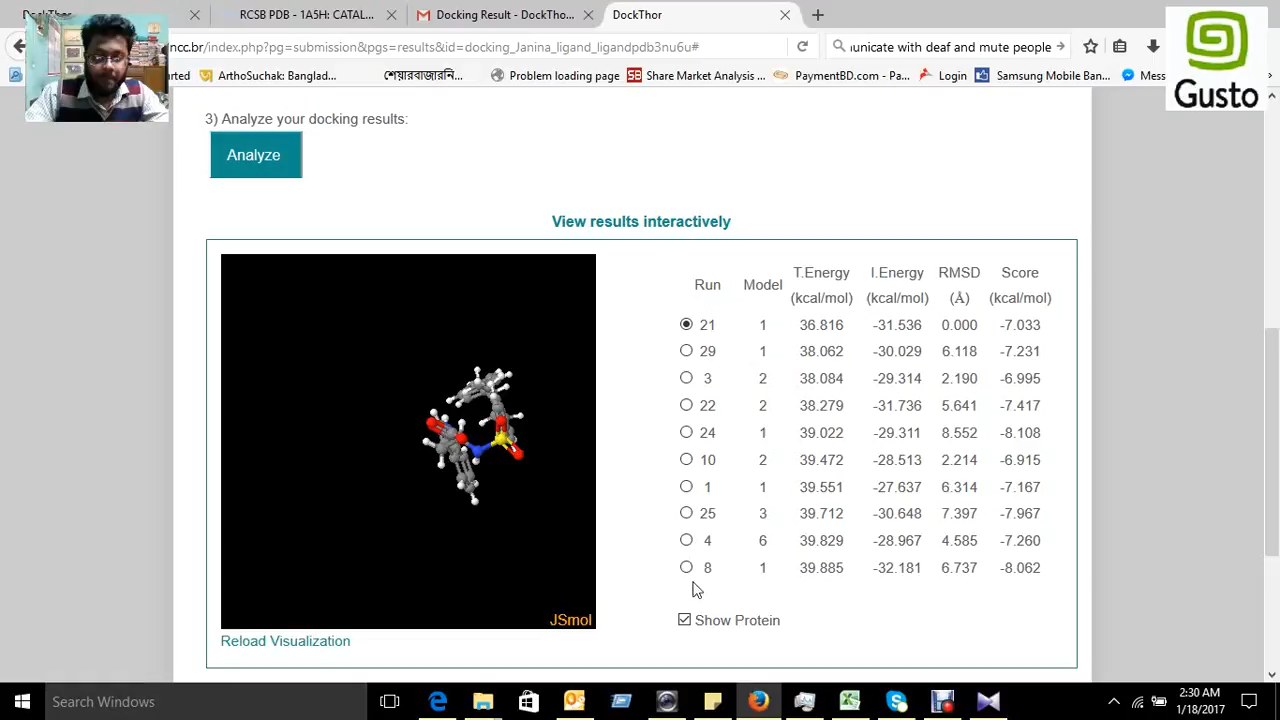 RCSB PDB - 1A5H: CATAL... ×
Docking Result - DockTho... ×
DockThor ×
ncc.br/index.php?pg=submission&pgs=results&id=docking_Janina_ligand_ligandpdb3nu6u#
unicate with deaf and mute people
Gusto
arted
ArthoSuchak: Banglad...
শেয়ারবাজারনি...
Problem loading page
Share Market Analysis ...
PaymentBD.com - Pa...
Login
Samsung Mobile Ban...
Mess
3) Analyze your docking results:
Analyze
View results interactively
Run Model T.Energy (kcal/mol) I.Energy (kcal/mol) RMSD (Å) Score (kcal/mol)
21 1 36.816 -31.536 0.000 -7.033
29 1 38.062 -30.029 6.118 -7.231
3 2 38.084 -29.314 2.190 -6.995
22 2 38.279 -31.736 5.641 -7.417
24 1 39.022 -29.311 8.552 -8.108
10 2 39.472 -28.513 2.214 -6.915
1 1 39.551 -27.637 6.314 -7.167
25 3 39.712 -30.648 7.397 -7.967
4 6 39.829 -28.967 4.585 -7.260
8 1 39.885 -32.181 6.737 -8.062
Show Protein
JSmol
Reload Visualization
Search Windows
2:30 AM
1/18/2017